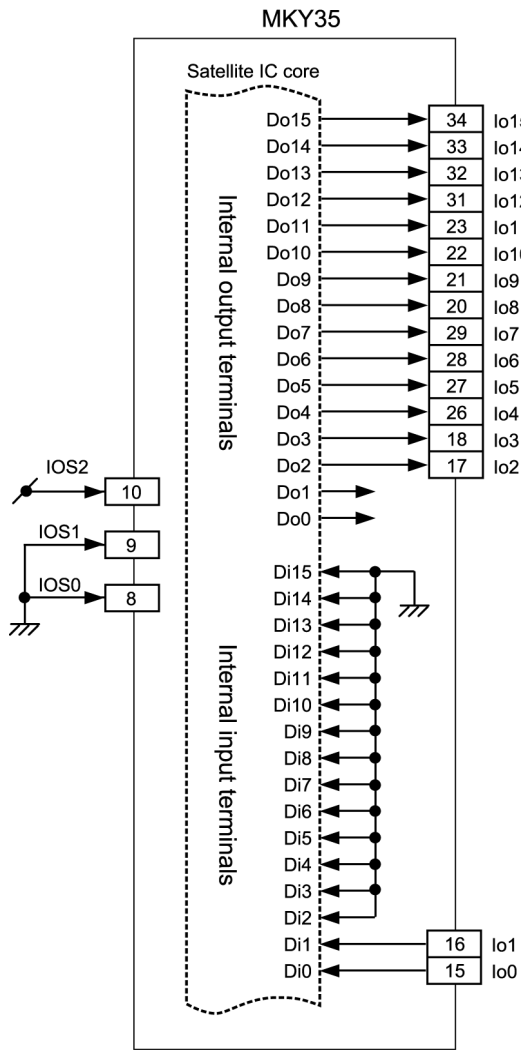 MKY35
Satellite IC core
Internal output terminals
Do15 34
Do14 33
Do13 32
Do12 31
Do11 23
Do10 22
Do9 21 Io9
Do8 20 Io8
Do7 29 Io7
Do6 28 Io6
Do5 27 Io5
Do4 26 Io4
Do3 18 Io3
Do2 17 Io2
Do1
Do0
IOS2 10
IOS1 9
IOS0 8
Internal input terminals
Di15
Di14
Di13
Di12
Di11
Di10
Di9
Di8
Di7
Di6
Di5
Di4
Di3
Di2
Di1 16 Io1
Di0 15 Io0